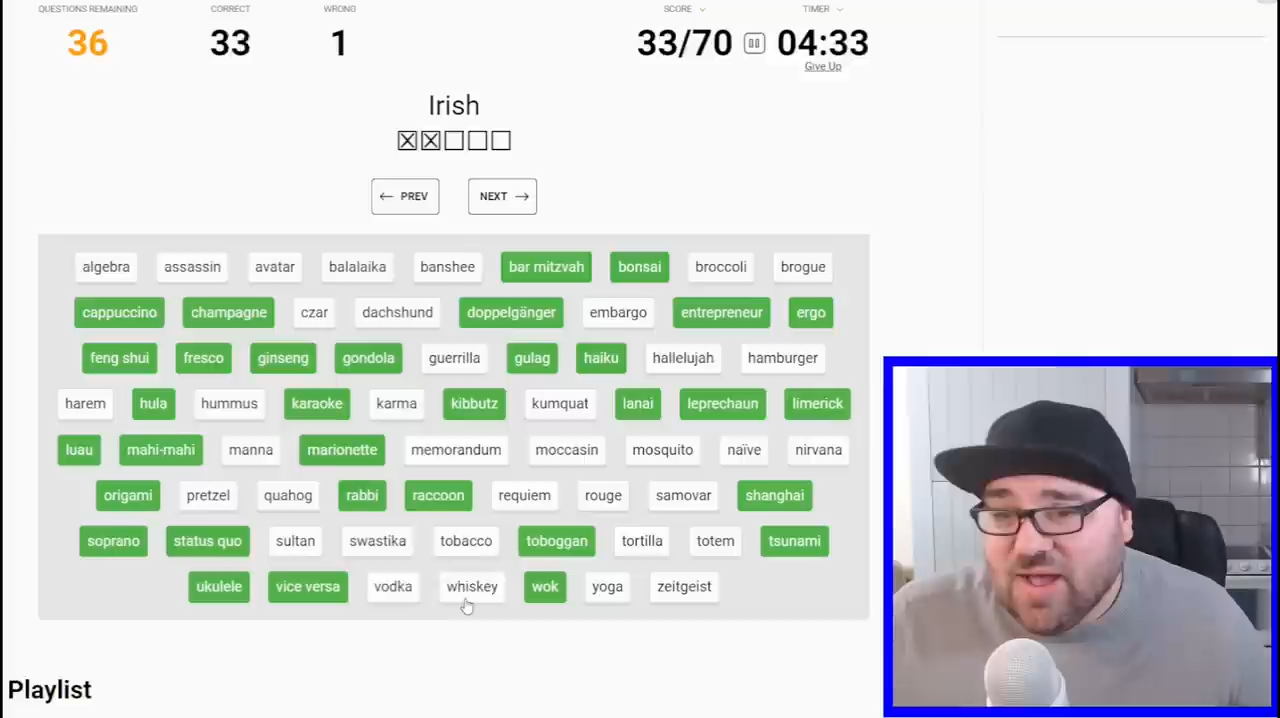 QUESTIONS REMAINING CORRECT WRONG SCORE TIMER
36 33 1 33/70 04:33
Give Up
Irish
← PREV NEXT →
algebra assassin avatar balalaika banshee bar mitzvah bonsai broccoli brogue
cappuccino champagne czar dachshund doppelgänger embargo entrepreneur ergo
feng shui fresco ginseng gondola guerrilla gulag haiku hallelujah hamburger
harem hula hummus karaoke karma kibbutz kumquat lanai leprechaun limerick
luau mahi-mahi manna marionette memorandum moccasin mosquito naïve nirvana
origami pretzel quahog rabbi raccoon requiem rouge samovar shanghai
soprano status quo sultan swastika tobacco toboggan tortilla totem tsunami
ukulele vice versa vodka whiskey wok yoga zeitgeist
Playlist